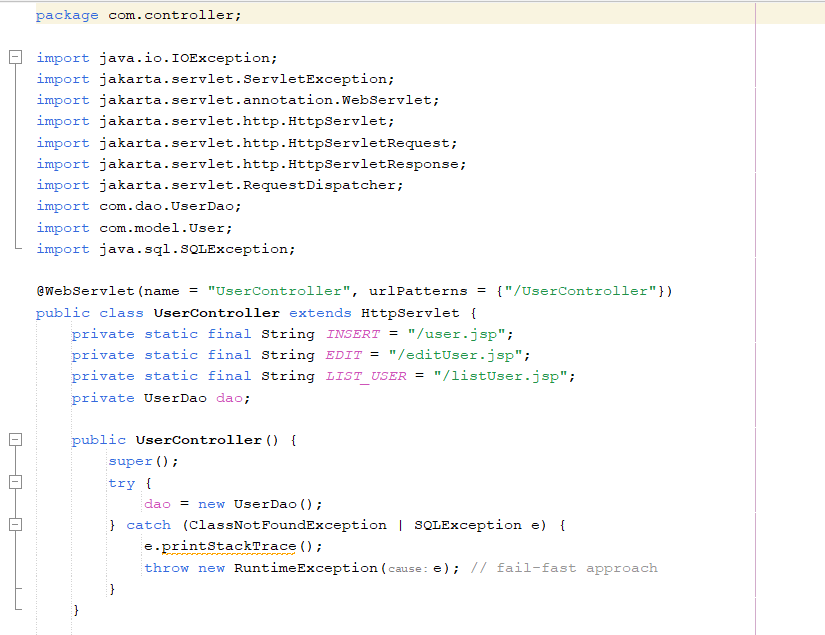 package com.controller;
import java.io.IOException;
import jakarta.servlet.ServletException;
import jakarta.servlet.annotation.WebServlet;
import jakarta.servlet.http.HttpServlet;
import jakarta.servlet.http.HttpServletRequest;
import jakarta.servlet.http.HttpServletResponse;
import jakarta.servlet.RequestDispatcher;
import com.dao.UserDao;
import com.model.User;
import java.sql.SQLException;
@WebServlet(name = "UserController", urlPatterns = {"/UserController"})
public class UserController extends HttpServlet {
    private static final String INSERT = "/user.jsp";
    private static final String EDIT = "/editUser.jsp";
    private static final String LIST_USER = "/listUser.jsp";
    private UserDao dao;
    public UserController() {
        super();
        try {
            dao = new UserDao();
        } catch (ClassNotFoundException | SQLException e) {
            e.printStackTrace();
            throw new RuntimeException(cause: e); // fail-fast approach
        }
    }